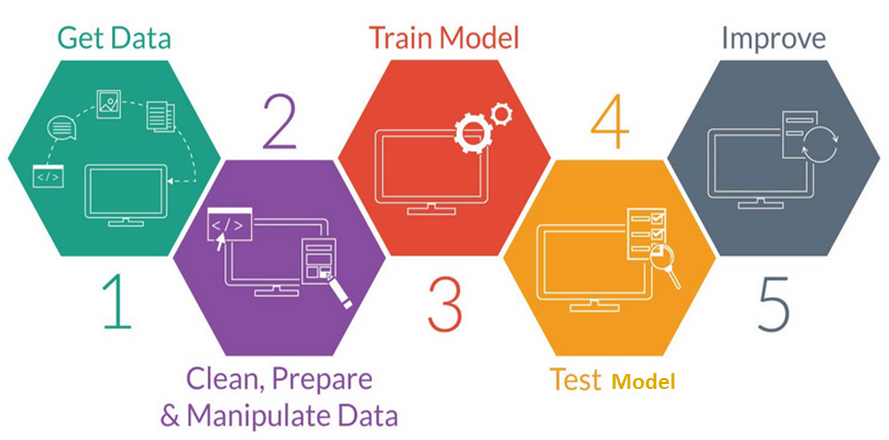 Get Data
1
2
Clean, Prepare
& Manipulate Data
Train Model
3
4
Test Model
Improve
5
</>
</>